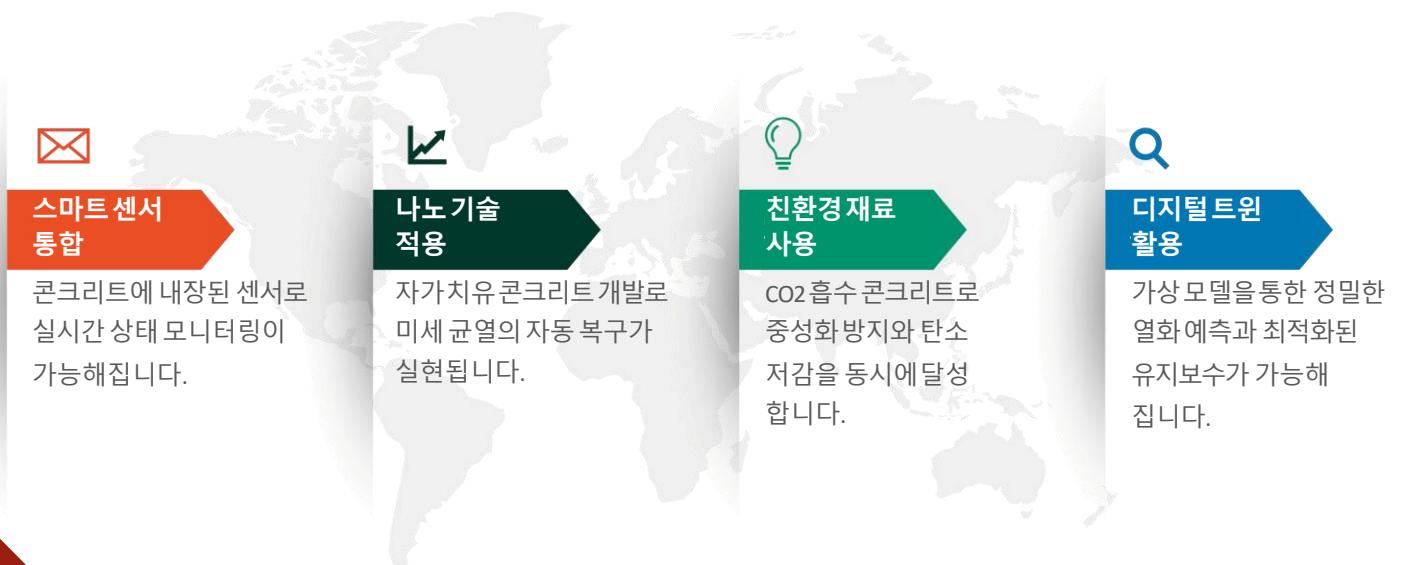 스마트 센서
통합
콘크리트에 내장된 센서로
실시간 상태 모니터링이
가능해집니다.
나노 기술
적용
자가치유 콘크리트 개발로
미세 균열의 자동 복구가
실현됩니다.
친환경 재료
사용
CO2 흡수 콘크리트로
중성화 방지와 탄소
저감을 동시에 달성
합니다.
디지털 트윈
활용
가상 모델을 통한 정밀한
열화 예측과 최적화된
유지보수가 가능해
집니다.